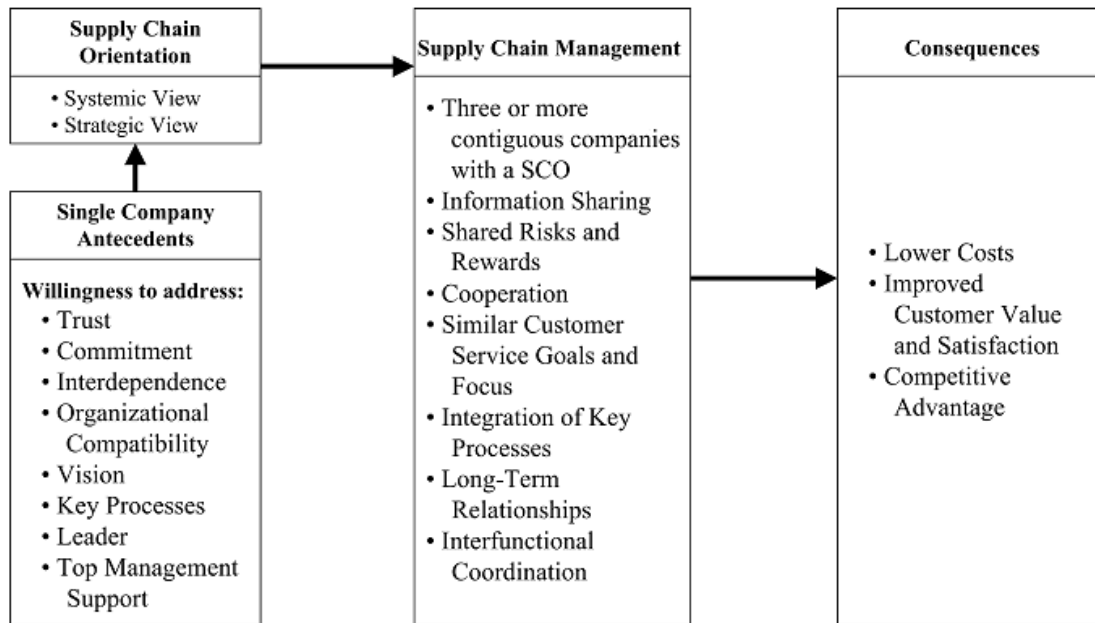 Supply Chain
Orientation
• Systemic View
• Strategic View
Single Company
Antecedents
Willingness to address:
• Trust
• Commitment
• Interdependence
• Organizational
Compatibility
• Vision
• Key Processes
• Leader
• Top Management
Support
Supply Chain Management
• Three or more
contiguous companies
with a SCO
• Information Sharing
• Shared Risks and
Rewards
• Cooperation
• Similar Customer
Service Goals and
Focus
• Integration of Key
Processes
• Long-Term
Relationships
• Interfunctional
Coordination
Consequences
• Lower Costs
• Improved
Customer Value
and Satisfaction
• Competitive
Advantage